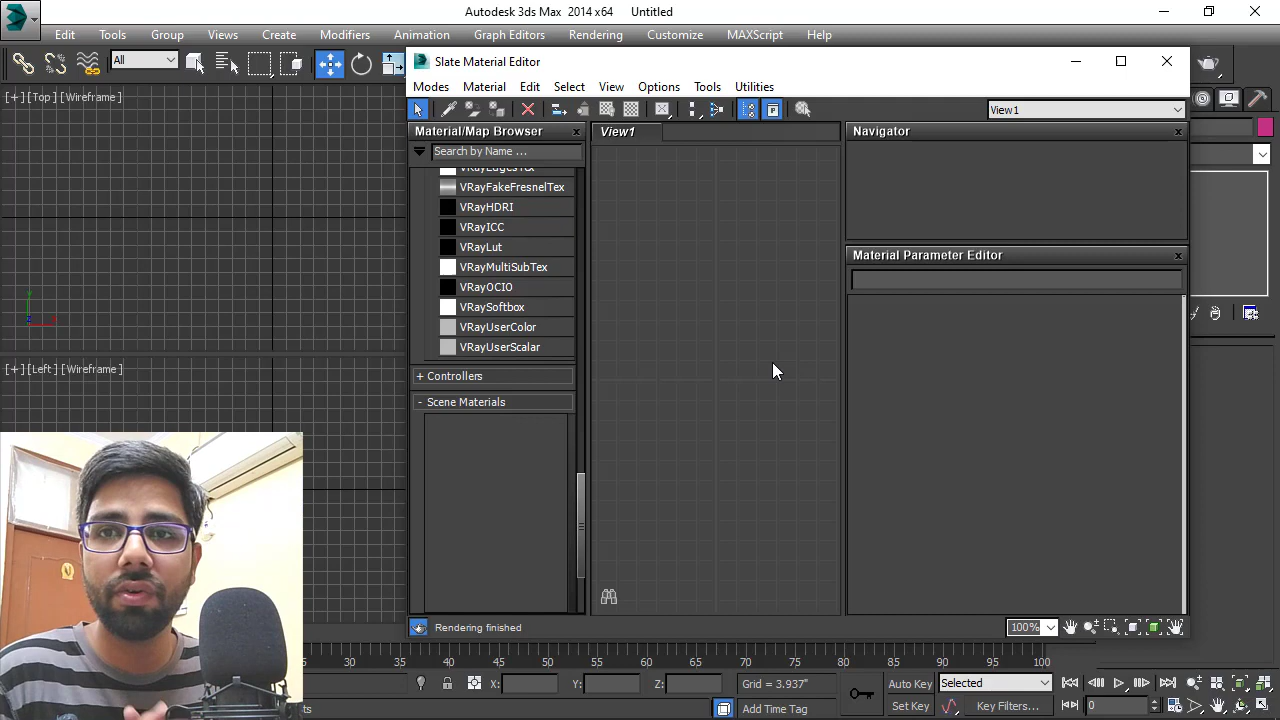 Autodesk 3ds Max 2014 x64 Untitled
Edit Tools Group Views Create Modifiers Animation Graph Editors Rendering Customize MAXScript Help
All
Slate Material Editor
Modes Material Edit Select View Options Tools Utilities
View1
[+] [Top] [Wireframe]
Material/Map Browser
View1
Navigator
Search by Name ...
VRayEdgesTex
VRayFakeFresnelTex
VRayHDRI
VRayICC
VRayLut
VRayMultiSubTex
VRayOCIO
VRaySoftbox
VRayUserColor
VRayUserScalar
+ Controllers
- Scene Materials
Material Parameter Editor
[+] [Left] [Wireframe]
Rendering finished
100%
30 35 40 45 50 55 60 65 70 75 80 85 90 95 100
X: Y: Z: Grid = 3.937"
Auto Key Selected
Add Time Tag
Set Key Key Filters...
0